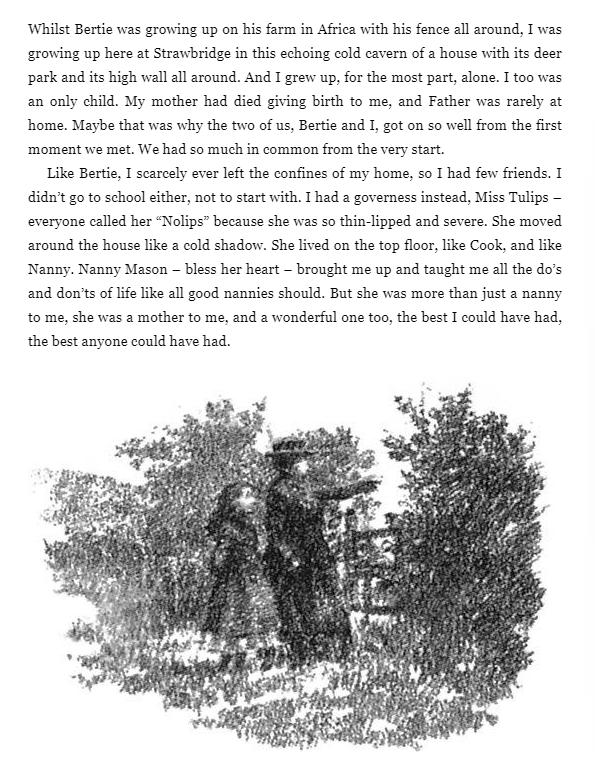 Whilst Bertie was growing up on his farm in Africa with his fence all around, I was
growing up here at Strawbridge in this echoing cold cavern of a house with its deer
park and its high wall all around. And I grew up, for the most part, alone. I too was
an only child. My mother had died giving birth to me, and Father was rarely at
home. Maybe that was why the two of us, Bertie and I, got on so well from the first
moment we met. We had so much in common from the very start.
Like Bertie, I scarcely ever left the confines of my home, so I had few friends. I
didn’t go to school either, not to start with. I had a governess instead, Miss Tulips –
everyone called her “Nolips” because she was so thin-lipped and severe. She moved
around the house like a cold shadow. She lived on the top floor, like Cook, and like
Nanny. Nanny Mason – bless her heart – brought me up and taught me all the do’s
and don’ts of life like all good nannies should. But she was more than just a nanny
to me, she was a mother to me, and a wonderful one too, the best I could have had,
the best anyone could have had.